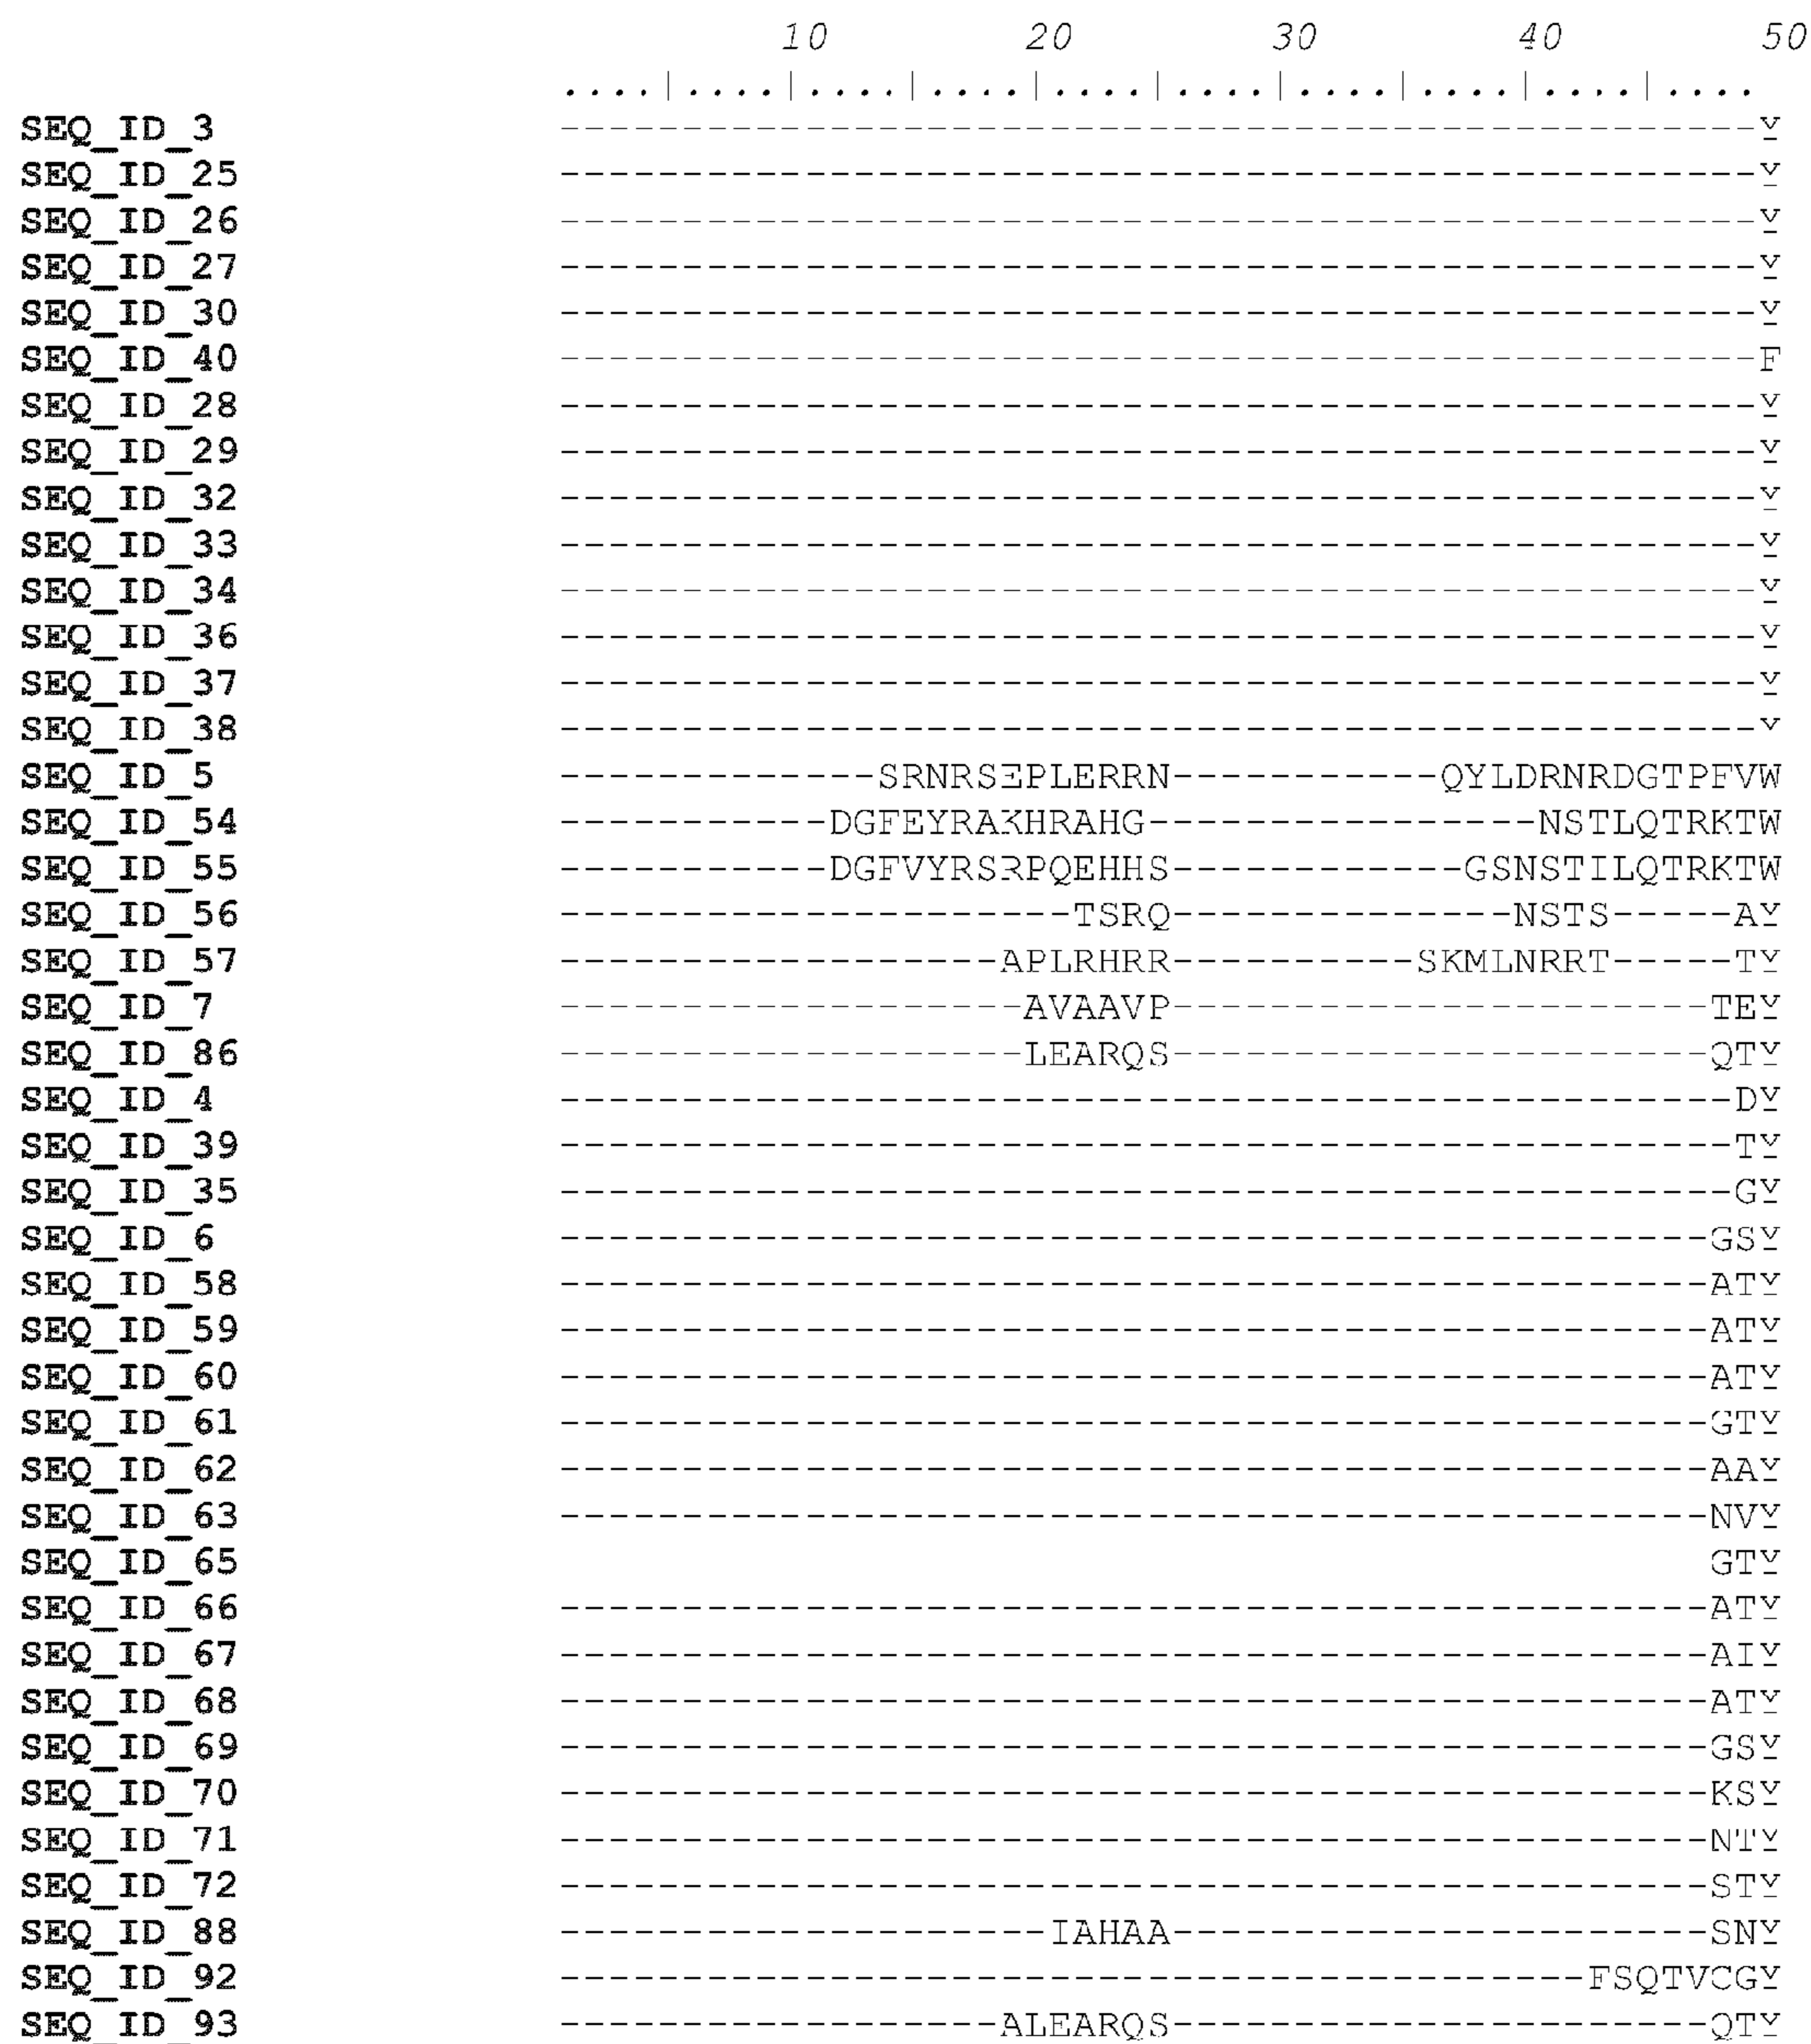 10 20 30 40 50
....|....|....|....|....|....|....|....|....|....
SEQ_ID_3 -------------------------------------------------Y
SEQ_ID_25 -------------------------------------------------Y
SEQ_ID_26 -------------------------------------------------Y
SEQ_ID_27 -------------------------------------------------Y
SEQ_ID_30 -------------------------------------------------Y
SEQ_ID_40 -------------------------------------------------F
SEQ_ID_28 -------------------------------------------------Y
SEQ_ID_29 -------------------------------------------------Y
SEQ_ID_32 -------------------------------------------------Y
SEQ_ID_33 -------------------------------------------------Y
SEQ_ID_34 -------------------------------------------------Y
SEQ_ID_36 -------------------------------------------------Y
SEQ_ID_37 -------------------------------------------------Y
SEQ_ID_38 -------------------------------------------------Y
SEQ_ID_5 -------------SRNRSEPLERRN-----------QYLDRNRDGTPFVW
SEQ_ID_54 -----------DGFEYRAKHRAHG----------------NSTLQTRKTW
SEQ_ID_55 -----------DGFVYRSRPQEHHS------------GSNSTILQTRKTW
SEQ_ID_56 ---------------------TSRQ--------------NSTS-----AY
SEQ_ID_57 ------------------APLRHRR----------SKMLNRRT-----TY
SEQ_ID_7 -------------------AVAAVP----------------------TEY
SEQ_ID_86 -------------------LEARQS----------------------QTY
SEQ_ID_4 ------------------------------------------------DY
SEQ_ID_39 ------------------------------------------------TY
SEQ_ID_35 ------------------------------------------------GY
SEQ_ID_6 -----------------------------------------------GSY
SEQ_ID_58 -----------------------------------------------ATY
SEQ_ID_59 -----------------------------------------------ATY
SEQ_ID_60 -----------------------------------------------ATY
SEQ_ID_61 -----------------------------------------------GTY
SEQ_ID_62 -----------------------------------------------AAY
SEQ_ID_63 -----------------------------------------------NVY
SEQ_ID_65 GTY
SEQ_ID_66 -----------------------------------------------ATY
SEQ_ID_67 -----------------------------------------------AIY
SEQ_ID_68 -----------------------------------------------ATY
SEQ_ID_69 -----------------------------------------------GSY
SEQ_ID_70 -----------------------------------------------KSY
SEQ_ID_71 -----------------------------------------------NTY
SEQ_ID_72 -----------------------------------------------STY
SEQ_ID_88 --------------------IAHAA----------------------SNY
SEQ_ID_92 ------------------------------------------FSQTVCGY
SEQ_ID_93 ------------------ALEARQS----------------------QTY